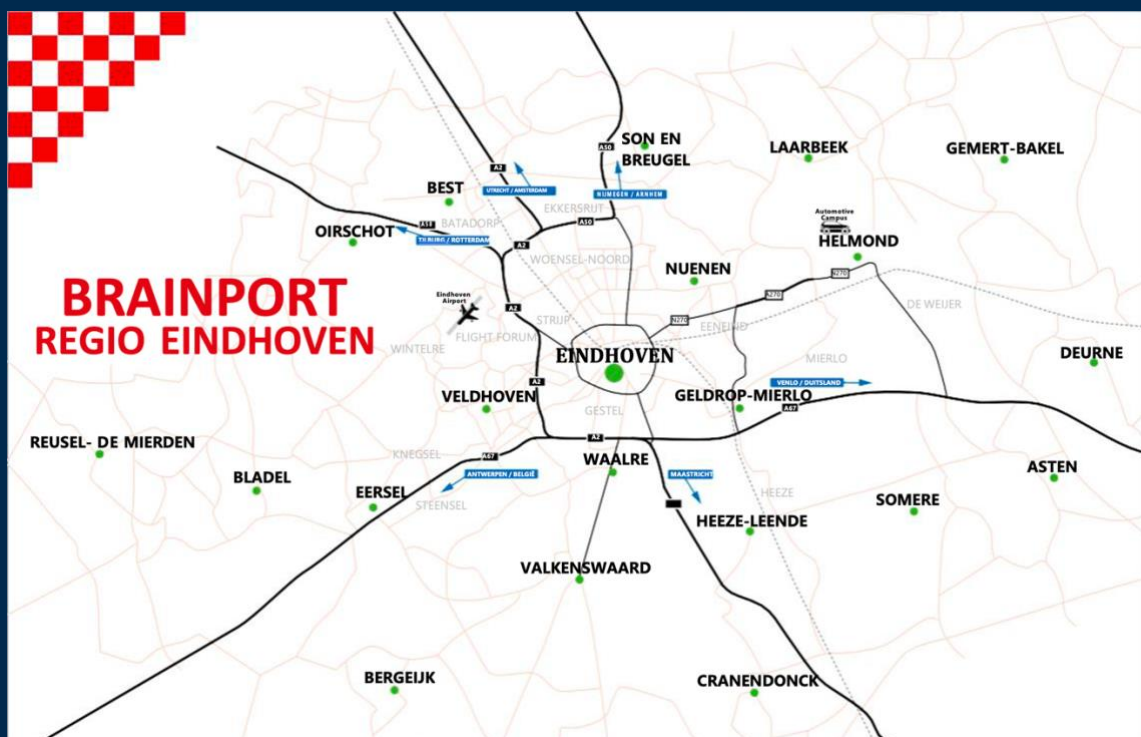 SON EN
BREUGEL
A50
LAARBEEK
GEMERT-BAKEL
A2
UTRECHT / AMSTERDAM
NIJMEGEN / ARNHEM
BEST
EKKERSRIJT
BATADORP
A58
A50
Automotive
Campus
OIRSCHOT
TILBURG / ROTTERDAM
A2
HELMOND
WOENSEL-NOORD
NUENEN
N270
BRAINPORT
REGIO EINDHOVEN
Eindhoven
Airport
A2
N270
DE WEIJER
STRIJP
N270
EENEIND
FLIGHT FORUM
WINTELRE
EINDHOVEN
MIERLO
DEURNE
A2
VENLO / DUITSLAND
VELDHOVEN
GELDROP-MIERLO
A67
GESTEL
REUSEL- DE MIERDEN
A2
KNEGSEL
A67
WAALRE
ANTWERPEN / BELGIË
MAASTRICHT
ASTEN
BLADEL
EERSEL
HEEZE
STEENSEL
SOMERE
HEEZE-LEENDE
VALKENSWAARD
BERGEIJK
CRANENDONCK